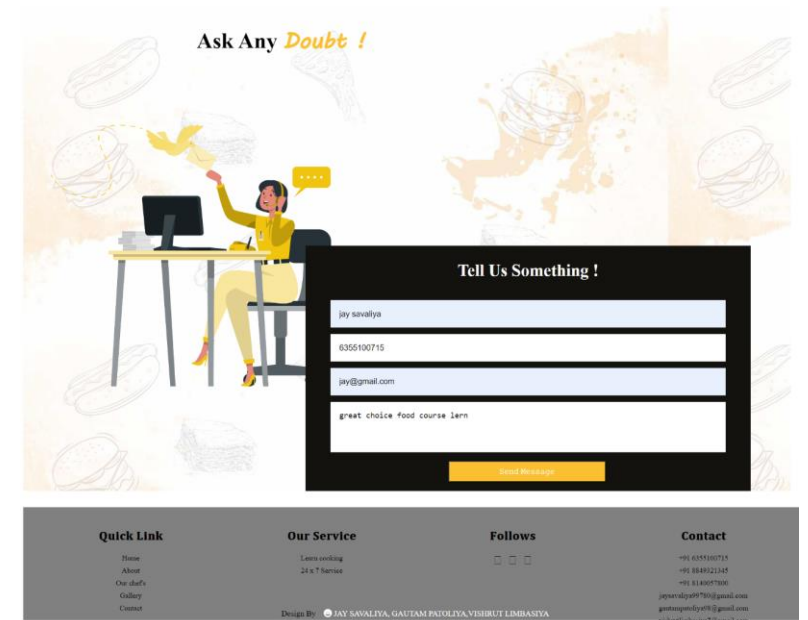 Ask Any Doubt !
Tell Us Something !
jay savaliya
6355100715
jay@gmail.com
great choice food course lern
Send Message
Quick Link
Home
About
Our chef's
Gallery
Contact
Our Service
Learn cooking
24 x 7 Service
Follows
Contact
+91 6355100715
+91 8849321345
+91 8140057800
jaysavaliya99780@gmail.com
gautampatoliya98@gmail.com
Design By JAY SAVALIYA, GAUTAM PATOLIYA,VISHRUT LIMBASIYA